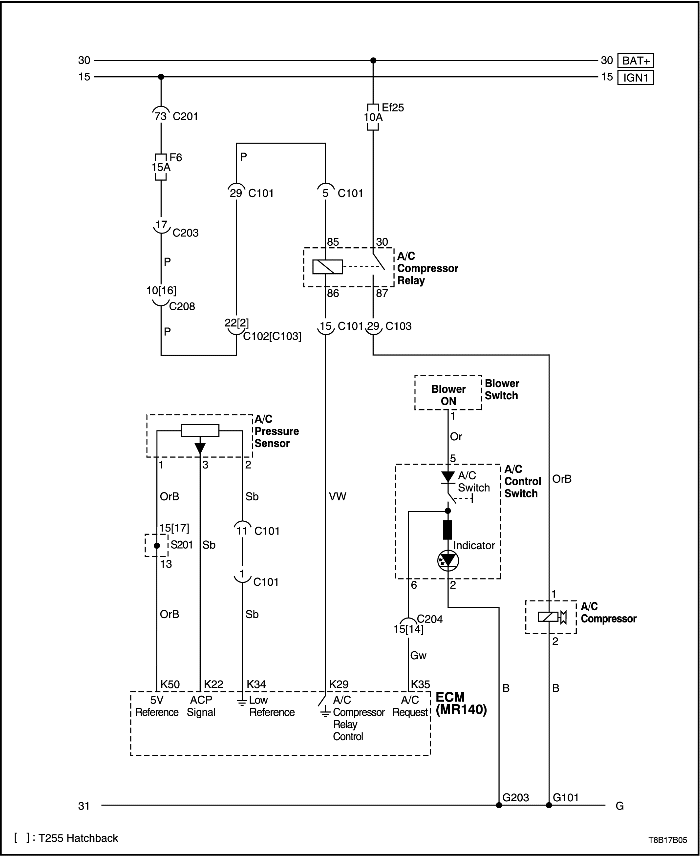 30
30
BAT+
15
15
IGN1
73 C201
Ef25
10A
F6
15A
P
29 C101
5 C101
17
C203
P
85
30
A/C
Compressor
Relay
10[16]
C208
86
87
P
22[2]
C102[C103]
15 C101
29 C103
Blower
ON
Blower
Switch
1
Or
A/C
Pressure
Sensor
1
3
2
5
A/C
Switch
A/C
Control
Switch
OrB
OrB
Sb
VW
15[17]
S201
Sb
11 C101
Indicator
13
1
C101
6
2
1
A/C
Compressor
2
OrB
Sb
C204
15[14]
Gw
K50
K22
K34
K29
K35
ECM
(MR140)
B
B
5V
Reference
ACP
Signal
Low
Reference
A/C
Compressor
Relay
Control
A/C
Request
G203
G101
31
G
[ ] : T255 Hatchback
T6B17B05